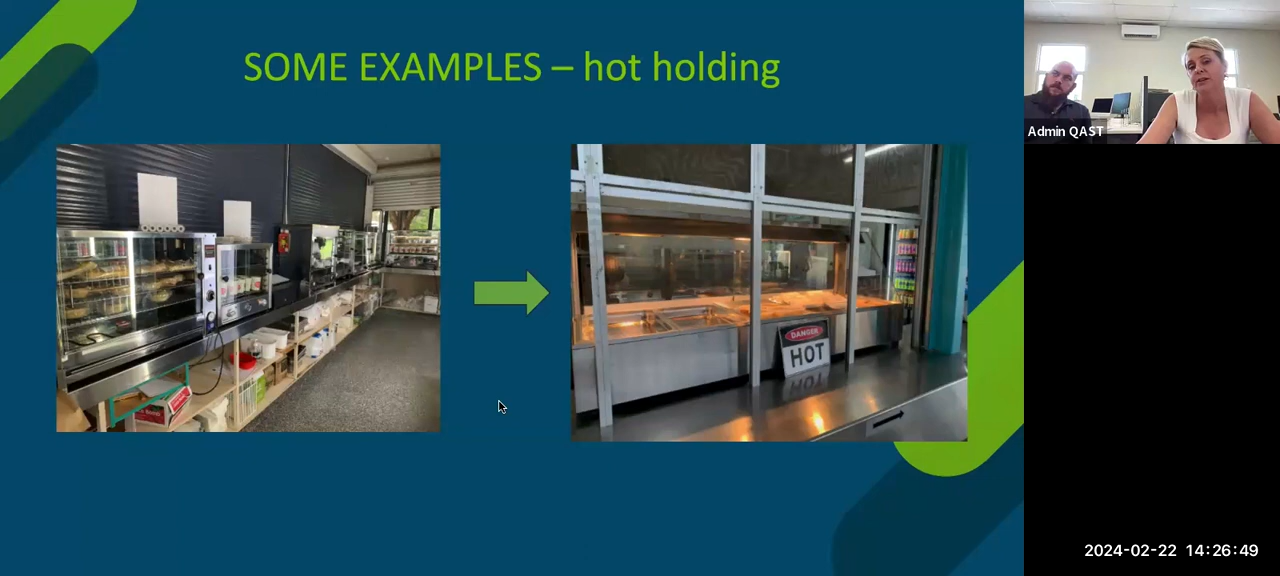 SOME EXAMPLES – hot holding
Admin QAST
DANGER
HOT
2024-02-22 14:26:49